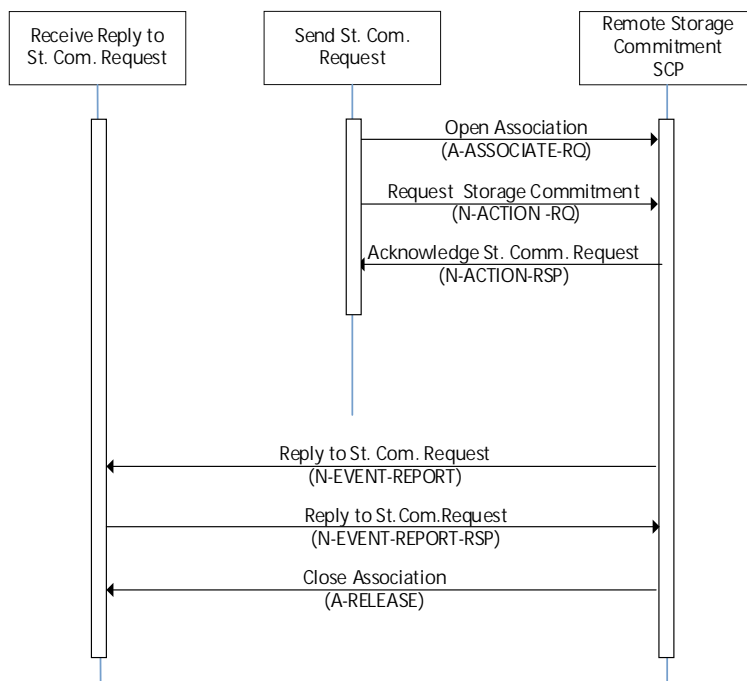 Receive Reply to
St. Com. Request
Send St. Com.
Request
Remote Storage
Commitment
SCP
Open Association
(A-ASSOCIATE-RQ)
Request Storage Commitment
(N-ACTION -RQ)
Acknowledge St. Comm. Request
(N-ACTION-RSP)
Reply to St. Com. Request
(N-EVENT-REPORT)
Reply to St.Com.Request
(N-EVENT-REPORT-RSP)
Close Association
(A-RELEASE)